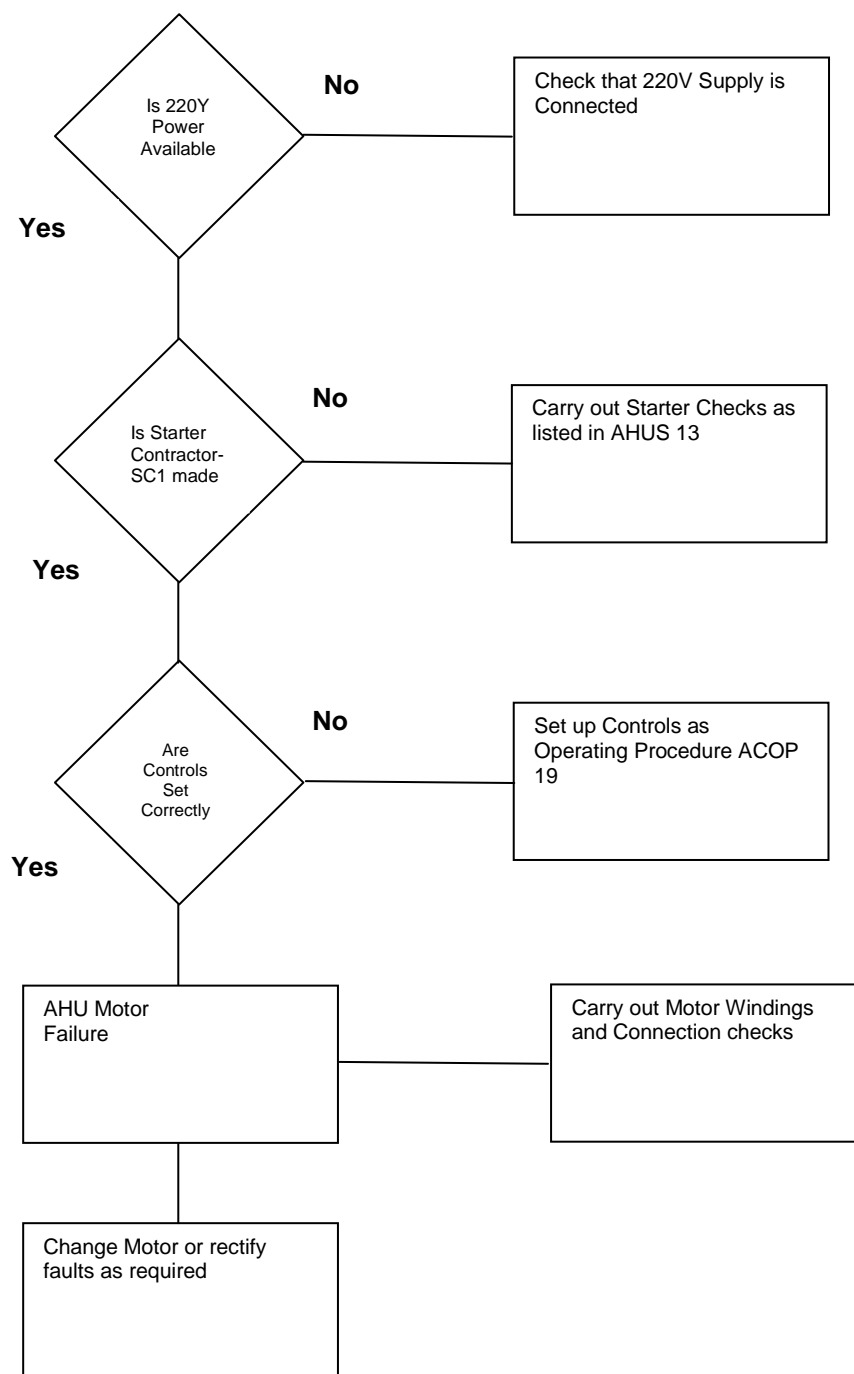 Is 220Y
Power
Available
No
Check that 220V Supply is
Connected
Yes
Is Starter
Contractor-
SC1 made
No
Carry out Starter Checks as
listed in AHUS 13
Yes
Are
Controls
Set
Correctly
No
Set up Controls as
Operating Procedure ACOP
19
Yes
AHU Motor
Failure
Carry out Motor Windings
and Connection checks
Change Motor or rectify
faults as required